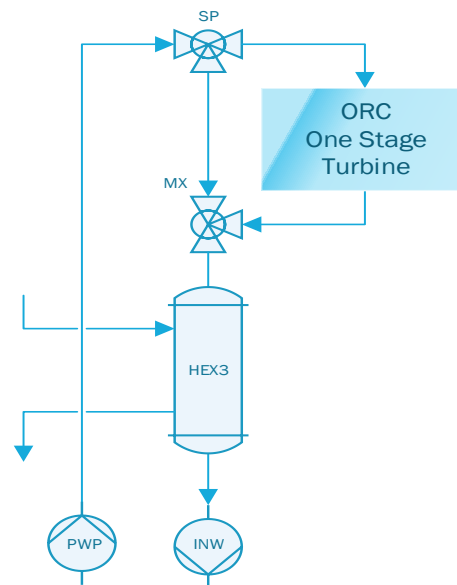 SP
ORC
One Stage
Turbine
MX
HEX3
PWP
INW